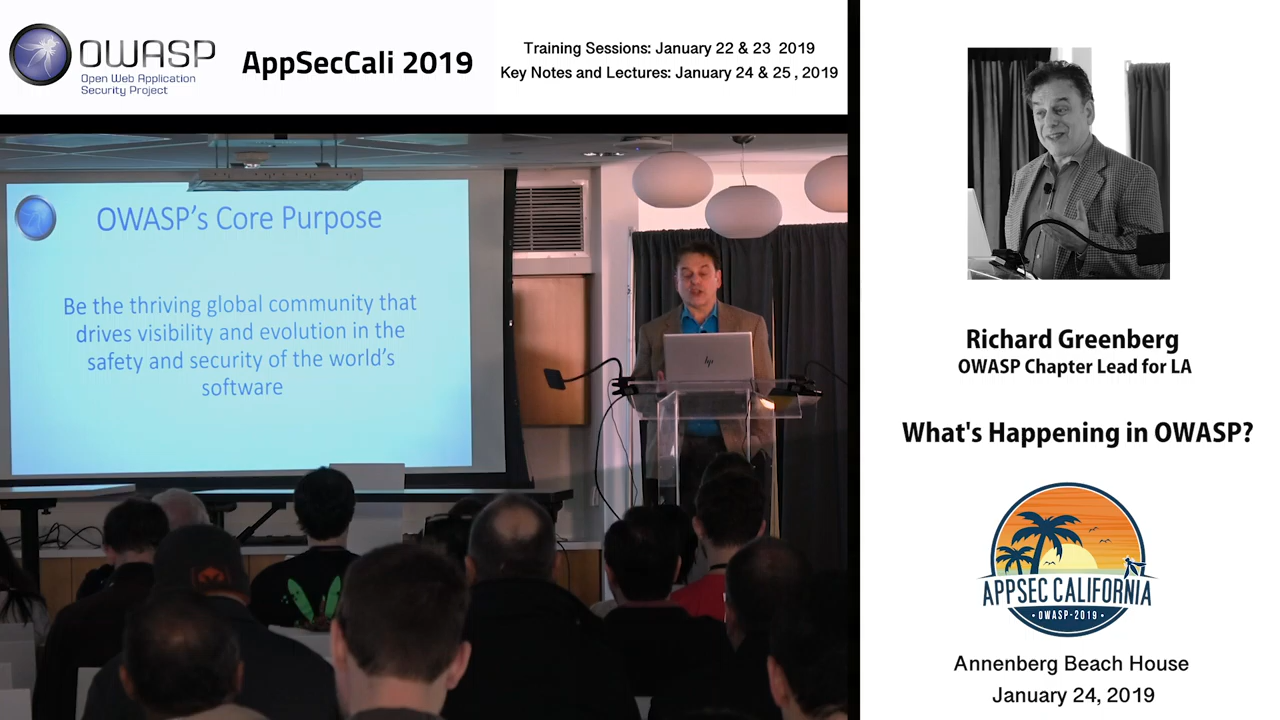 OWASP
Open Web Application
Security Project
AppSecCali 2019
Training Sessions: January 22 & 23 2019
Key Notes and Lectures: January 24 & 25 , 2019
OWASP's Core Purpose
Be the thriving global community that
drives visibility and evolution in the
safety and security of the world's
software
hp
Richard Greenberg
OWASP Chapter Lead for LA
What's Happening in OWASP?
APPSEC CALIFORNIA
• OWASP-2019 •
Annenberg Beach House
January 24, 2019